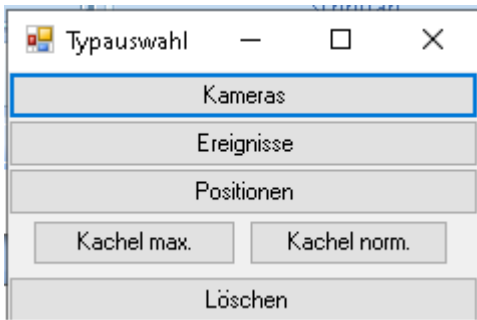 Typauswahl
Kameras
Ereignisse
Positionen
Kachel max. Kachel norm.
Löschen